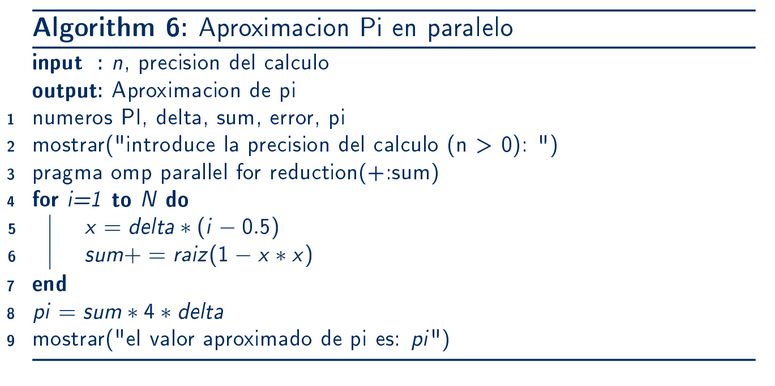 Algorithm 6: Aproximacion Pi en paralelo
input : n, precision del calculo
output: Aproximacion de pi
1 numeros PI, delta, sum, error, pi
2 mostrar("introduce la precision del calculo (n > 0): ")
3 pragma omp parallel for reduction(+:sum)
4 for i=1 to N do
5 x = delta ∗ (i − 0.5)
6 sum+ = raiz(1 − x ∗ x)
7 end
8 pi = sum ∗ 4 ∗ delta
9 mostrar("el valor aproximado de pi es: pi")